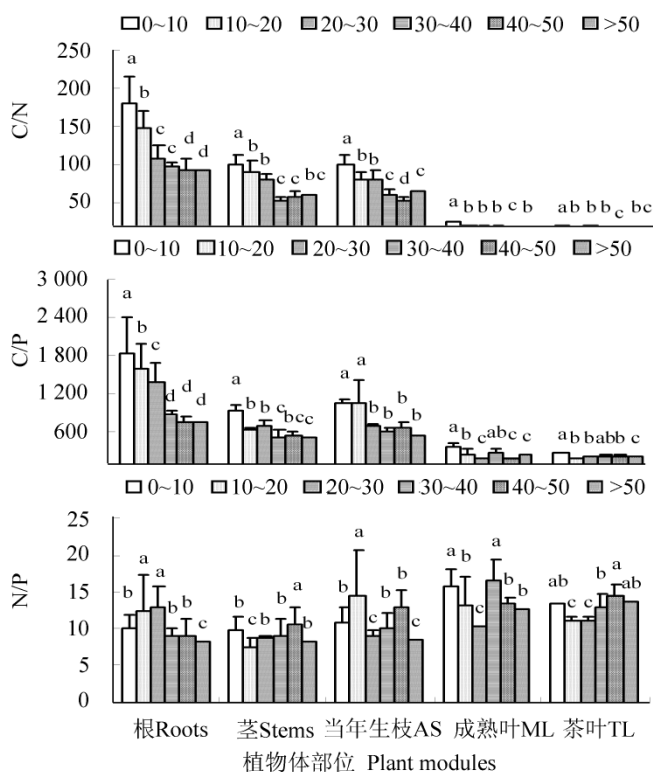 0~10 10~20 20~30 30~40 40~50 >50
250
200
150
100
50
C/N
a b c c d d
a b b c c bc
a b b c d c
a b b b c b
ab b b c bc
0~10 10~20 20~30 30~40 40~50 >50
3 000
2 400
1 800
1 200
600
C/P
a b c d d d
a b b c bc c
a a b b b b
a b c ab c c
a b b ab b c
0~10 10~20 20~30 30~40 40~50 >50
25
20
15
10
5
0
N/P
b a a b b c
b c b b a b
b a c b b c
a b c a b b
ab c c b a ab
根Roots 茎Stems 当年生枝AS 成熟叶ML 茶叶TL
植物体部位 Plant modules